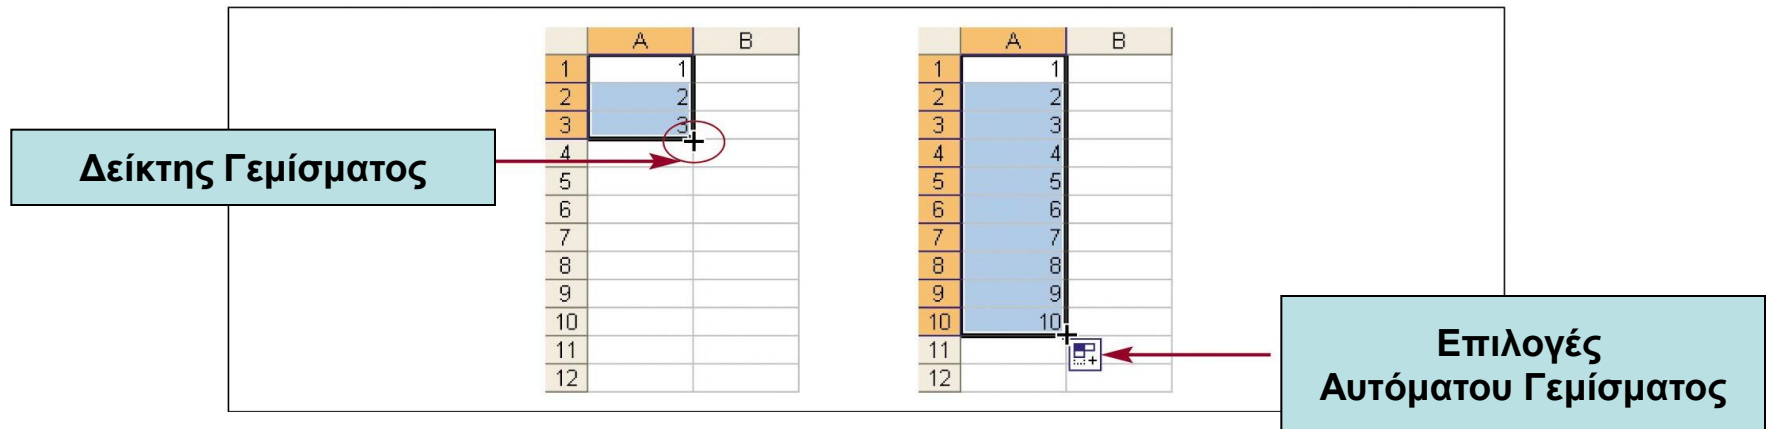 A B A B
1 1 1 1
2 2 2 2
3 3 3 3
Δείκτης Γεμίσματος
4 4 4
5 5 5
6 6 6
7 7 7
8 8 8
9 9 9
10 10 10
11 11
12 12
Επιλογές
Αυτόματου Γεμίσματος